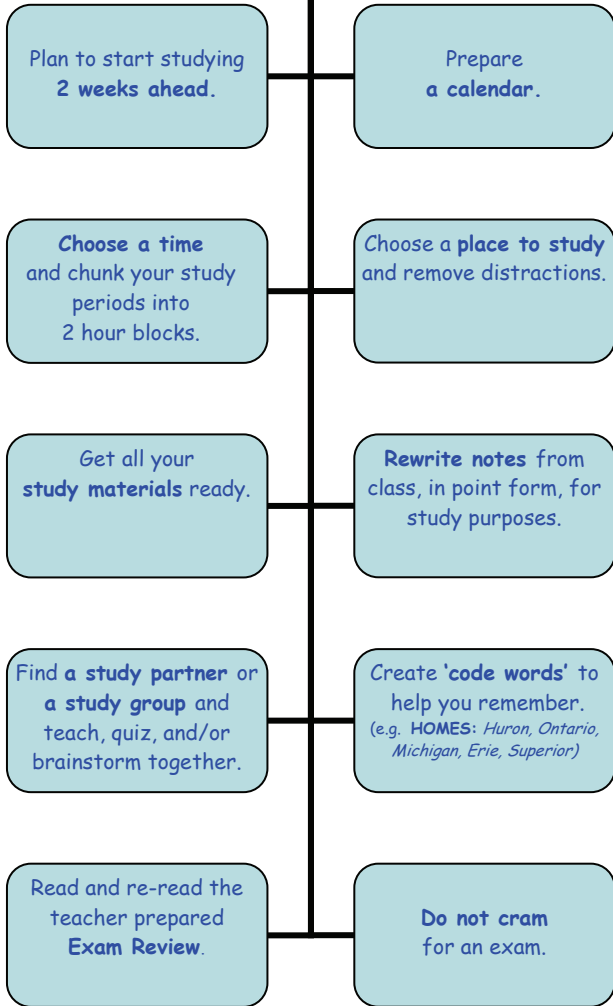 Plan to start studying
2 weeks ahead.
Prepare
a calendar.
Choose a time
and chunk your study
periods into
2 hour blocks.
Choose a place to study
and remove distractions.
Get all your
study materials ready.
Rewrite notes from
class, in point form, for
study purposes.
Find a study partner or
a study group and
teach, quiz, and/or
brainstorm together.
Create ‘code words’ to
help you remember.
(e.g. HOMES: Huron, Ontario,
Michigan, Erie, Superior)
Read and re-read the
teacher prepared
Exam Review.
Do not cram
for an exam.